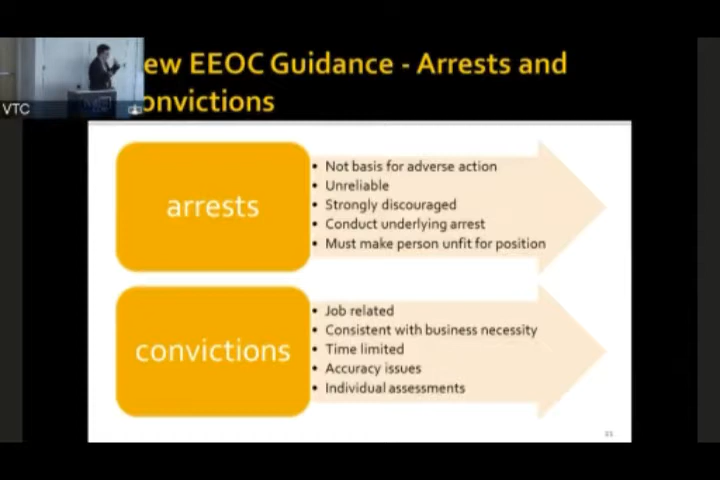 ew EEOC Guidance - Arrests and
onvictions
VTC
arrests
• Not basis for adverse action
• Unreliable
• Strongly discouraged
• Conduct underlying arrest
• Must make person unfit for position
convictions
• Job related
• Consistent with business necessity
• Time limited
• Accuracy issues
• Individual assessments